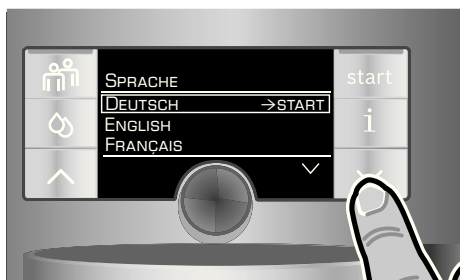 SPRACHE
DEUTSCH →START
ENGLISH
FRANÇAIS
start
i